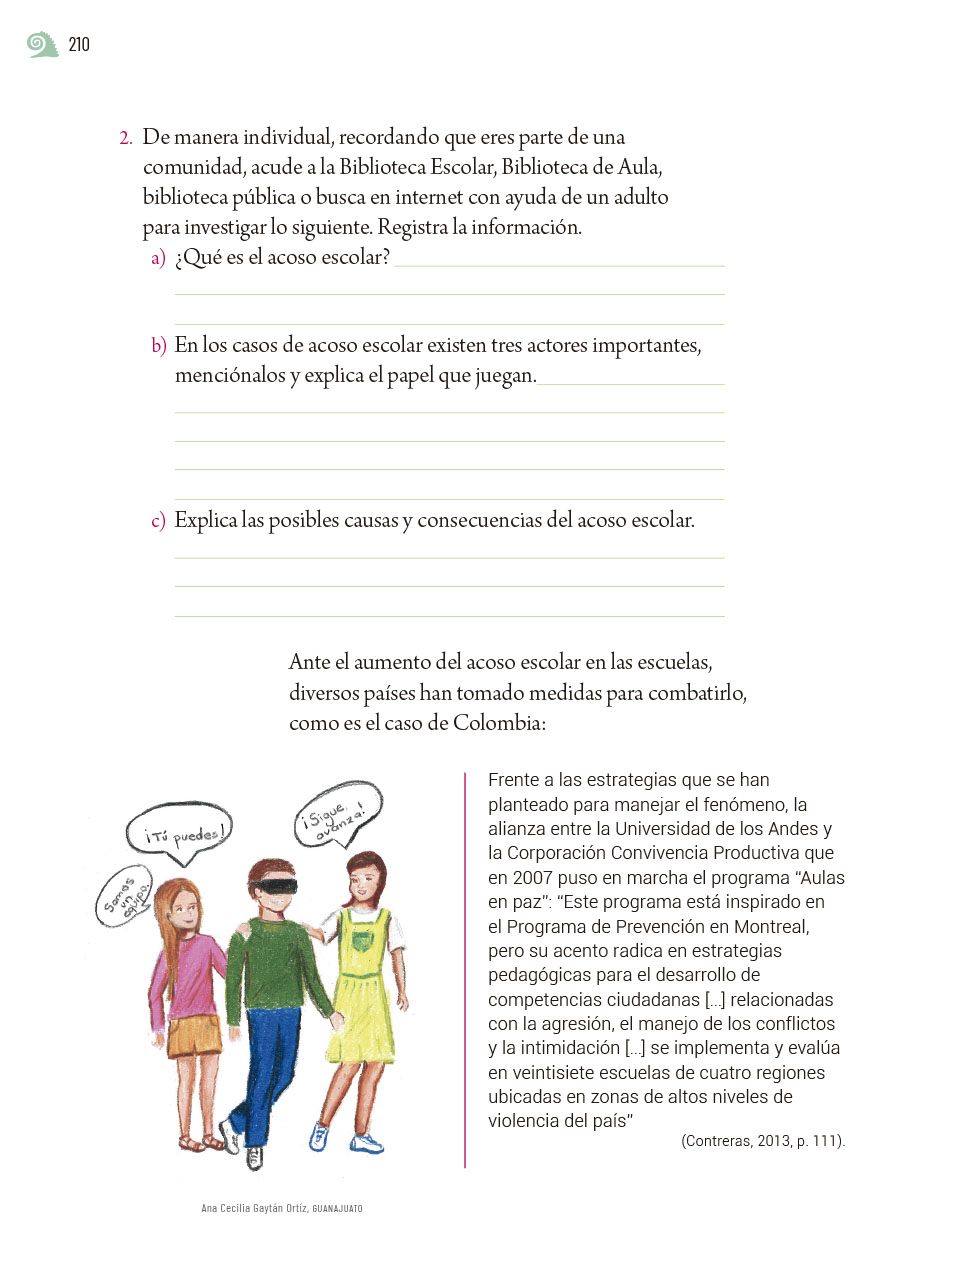 210
2. De manera individual, recordando que eres parte de una
comunidad, acude a la Biblioteca Escolar, Biblioteca de Aula,
biblioteca pública o busca en internet con ayuda de un adulto
para investigar lo siguiente. Registra la información.
a) ¿Qué es el acoso escolar?
b) En los casos de acoso escolar existen tres actores importantes,
menciónalos y explica el papel que juegan.
c) Explica las posibles causas y consecuencias del acoso escolar.
Ante el aumento del acoso escolar en las escuelas,
diversos países han tomado medidas para combatirlo,
como es el caso de Colombia:
Somos
un
equipo.
¡Tú puedes!
¡Sigue,
avanza!
Frente a las estrategias que se han
planteado para manejar el fenómeno, la
alianza entre la Universidad de los Andes y
la Corporación Convivencia Productiva que
en 2007 puso en marcha el programa “Aulas
en paz”: “Este programa está inspirado en
el Programa de Prevención en Montreal,
pero su acento radica en estrategias
pedagógicas para el desarrollo de
competencias ciudadanas [...] relacionadas
con la agresión, el manejo de los conflictos
y la intimidación [...] se implementa y evalúa
en veintisiete escuelas de cuatro regiones
ubicadas en zonas de altos niveles de
violencia del país”
(Contreras, 2013, p. 111).
Ana Cecilia Gaytán Ortíz, GUANAJUATO